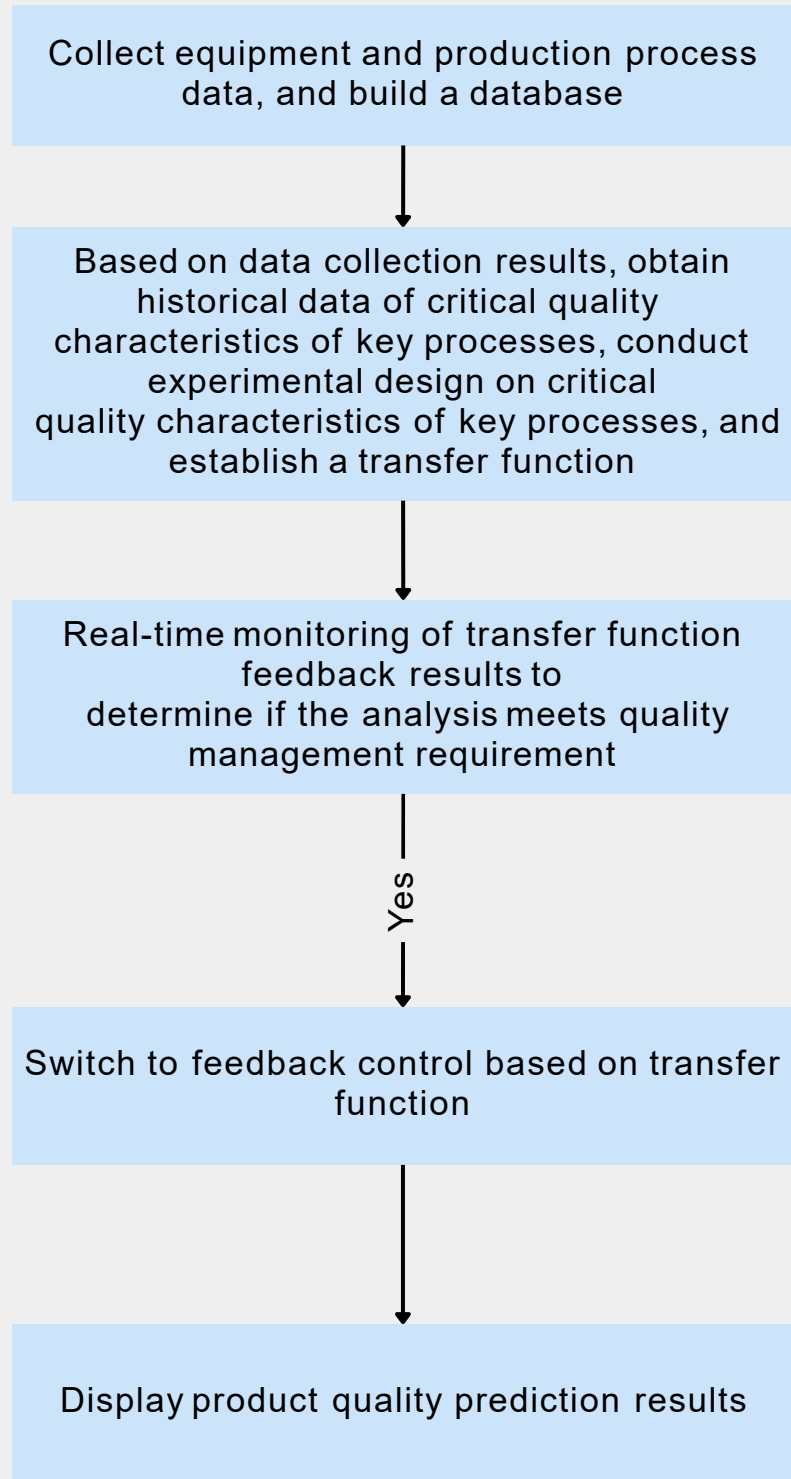 Collect equipment and production process
data, and build a database
Based on data collection results, obtain
historical data of critical quality
characteristics of key processes, conduct
experimental design on critical
quality characteristics of key processes, and
establish a transfer function
Real-time monitoring of transfer function
feedback results to
determine if the analysis meets quality
management requirement
Yes
Switch to feedback control based on transfer
function
Display product quality prediction results